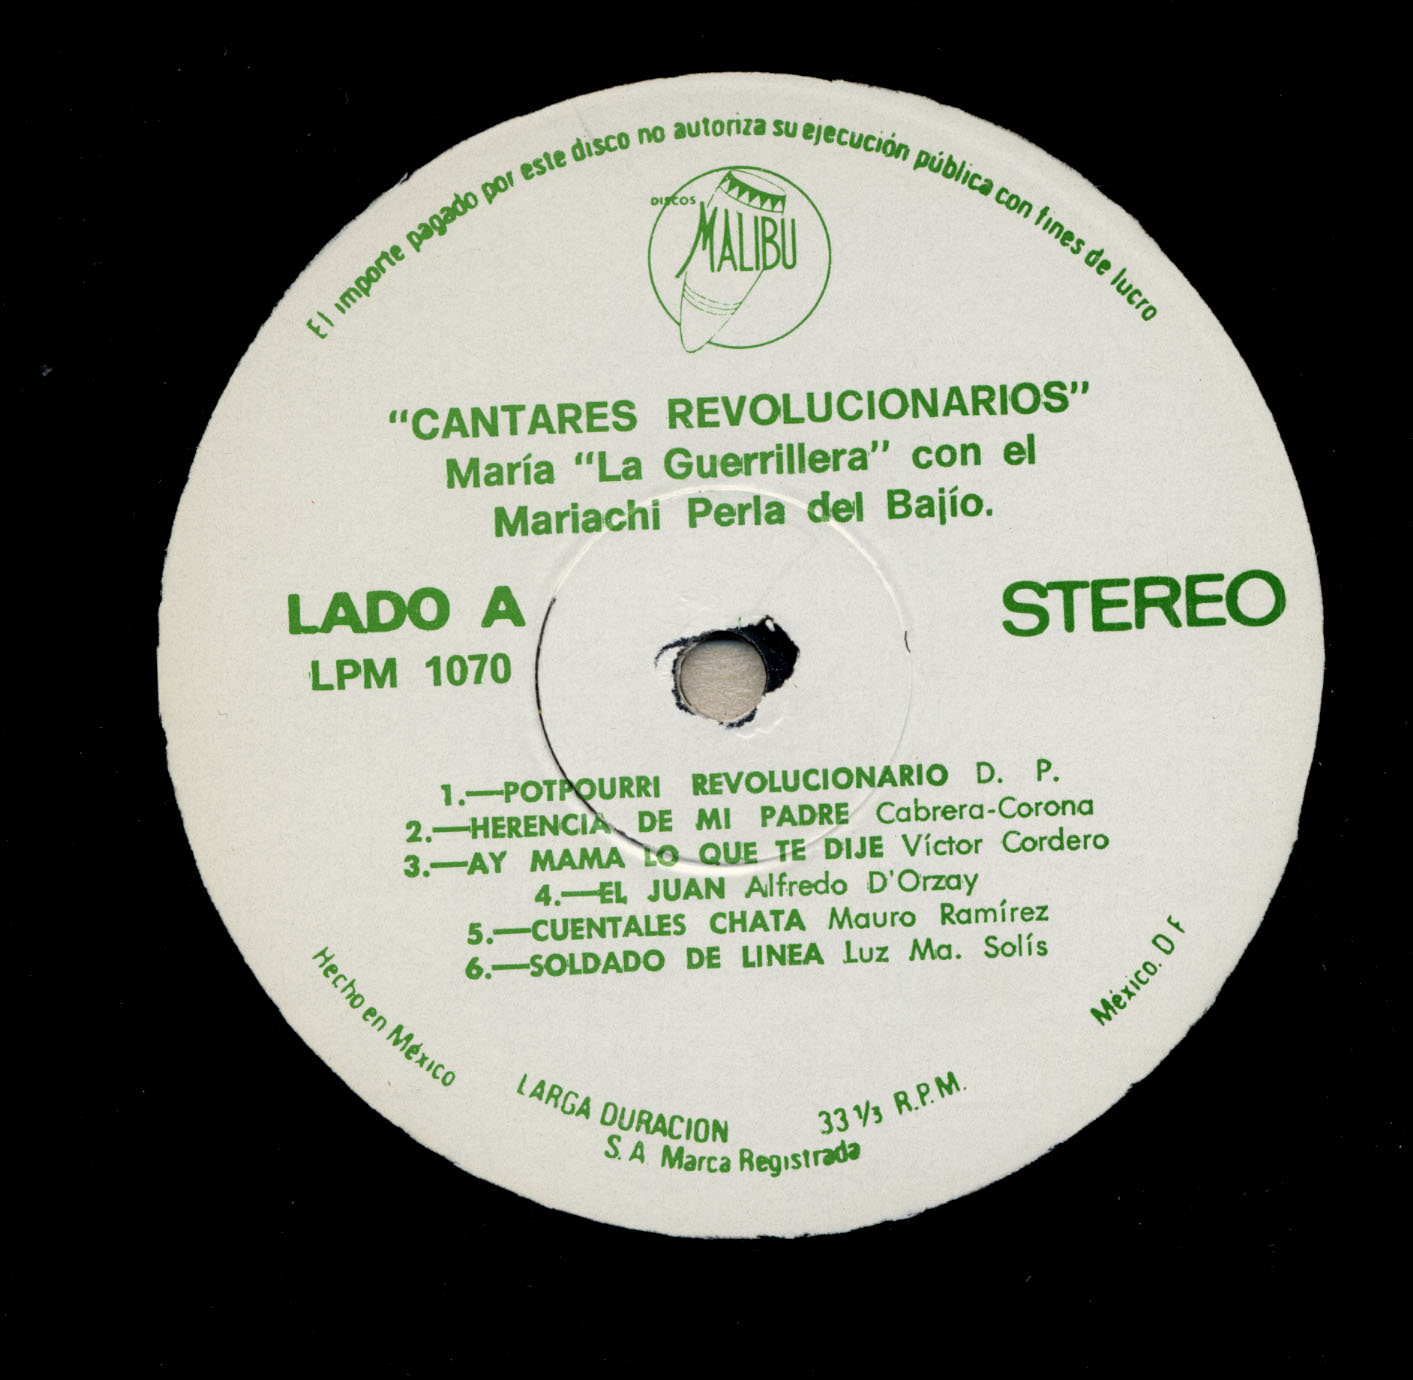 El importe pagado por este disco no autoriza su ejecución pública con fines de lucro
DISCOS
MALIBU
“CANTARES REVOLUCIONARIOS”
María “La Guerrillera” con el
Mariachi Perla del Bajío.
LADO A
STEREO
LPM 1070
1.—POTPOURRI REVOLUCIONARIO D. P.
2.—HERENCIA DE MI PADRE Cabrera-Corona
3.—AY MAMA LO QUE TE DIJE Víctor Cordero
4.—EL JUAN Alfredo D'Orzay
5.—CUENTALES CHATA Mauro Ramírez
6.—SOLDADO DE LINEA Luz Ma. Solís
Hecho en México
México. D F
LARGA DURACION 33 1/3 R.P.M.
S. A. Marca Registrada